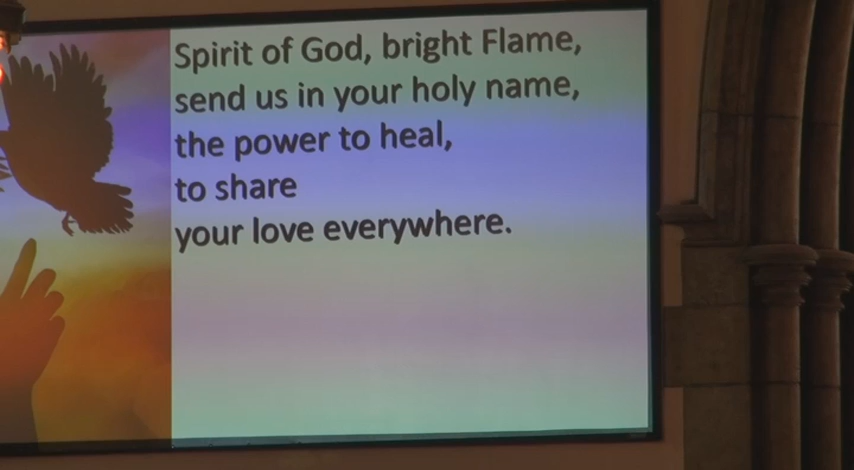 Spirit of God, bright Flame,
send us in your holy name,
the power to heal,
to share
your love everywhere.